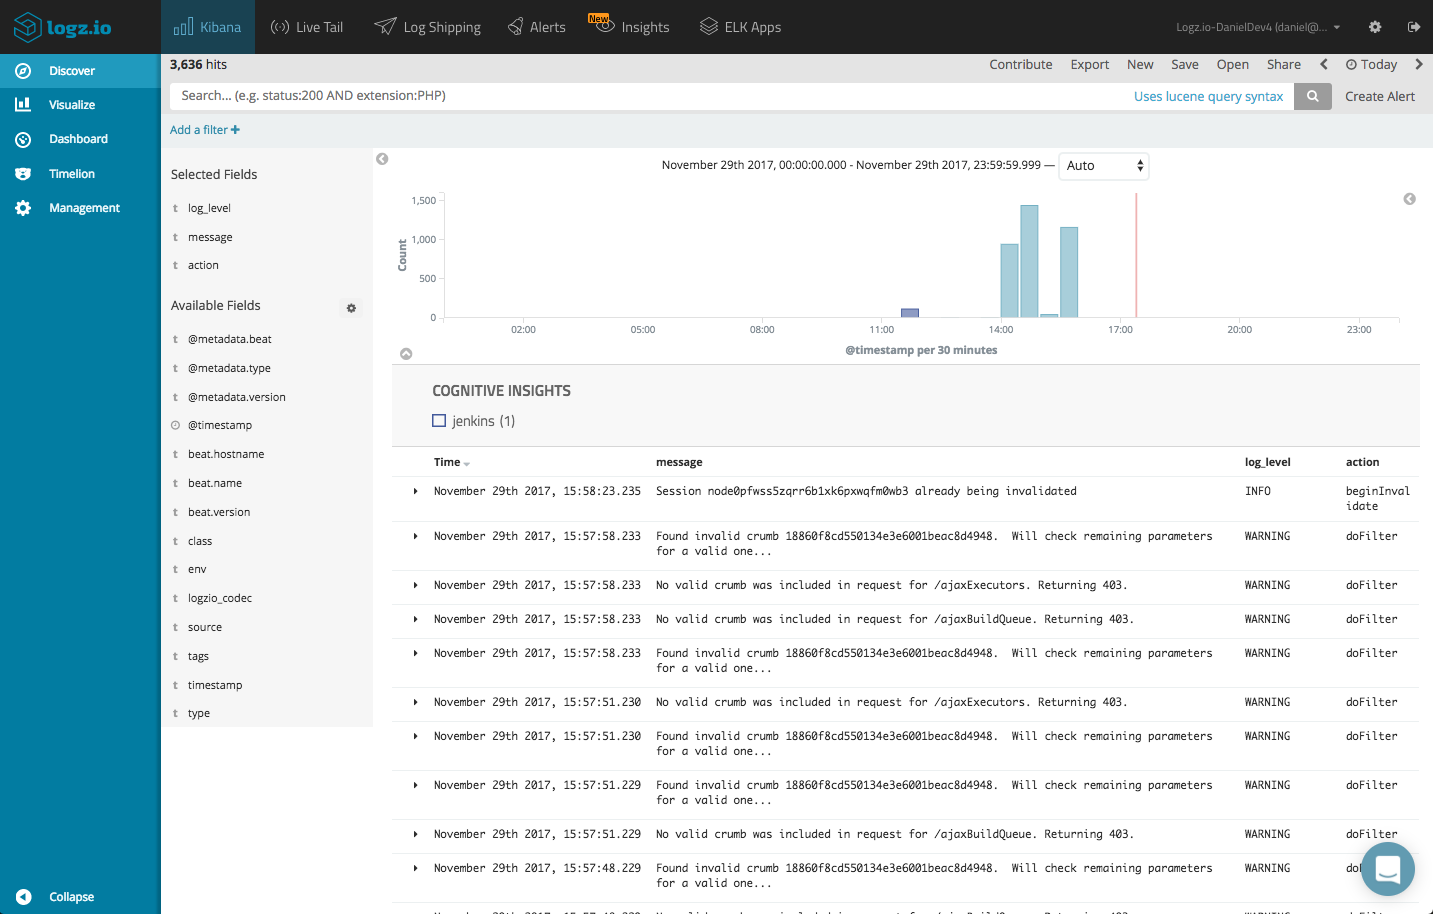 logz.io
Kibana
Live Tail
Log Shipping
Alerts
New
Insights
ELK Apps
Logz.io-DanielDev4 (daniel@...
Discover
Visualize
Dashboard
Timelion
Management
Collapse
3,636 hits
Contribute
Export
New
Save
Open
Share
Today
Search... (e.g. status:200 AND extension:PHP)
Uses lucene query syntax
Create Alert
Add a filter +
Selected Fields
t log_level
t message
t action
Available Fields
t @metadata.beat
t @metadata.type
t @metadata.version
@timestamp
t beat.hostname
t beat.name
t beat.version
t class
t env
t logzio_codec
t source
t tags
t timestamp
t type
November 29th 2017, 00:00:00.000 - November 29th 2017, 23:59:59.999 — Auto
Count
1,500
1,000
500
0
02:00 05:00 08:00 11:00 14:00 17:00 20:00 23:00
@timestamp per 30 minutes
COGNITIVE INSIGHTS
jenkins (1)
Time message log_level action
November 29th 2017, 15:58:23.235 Session node0pfwss5zqrr6b1xk6pxwqfm0wb3 already being invalidated INFO beginInval
idate
November 29th 2017, 15:57:58.233 Found invalid crumb 18860f8cd550134e3e6001beac8d4948. Will check remaining parameters WARNING doFilter
for a valid one...
November 29th 2017, 15:57:58.233 No valid crumb was included in request for /ajaxExecutors. Returning 403. WARNING doFilter
November 29th 2017, 15:57:58.233 No valid crumb was included in request for /ajaxBuildQueue. Returning 403. WARNING doFilter
November 29th 2017, 15:57:58.233 Found invalid crumb 18860f8cd550134e3e6001beac8d4948. Will check remaining parameters WARNING doFilter
for a valid one...
November 29th 2017, 15:57:51.230 No valid crumb was included in request for /ajaxExecutors. Returning 403. WARNING doFilter
November 29th 2017, 15:57:51.230 Found invalid crumb 18860f8cd550134e3e6001beac8d4948. Will check remaining parameters WARNING doFilter
for a valid one...
November 29th 2017, 15:57:51.229 Found invalid crumb 18860f8cd550134e3e6001beac8d4948. Will check remaining parameters WARNING doFilter
for a valid one...
November 29th 2017, 15:57:51.229 No valid crumb was included in request for /ajaxBuildQueue. Returning 403. WARNING doFilter
November 29th 2017, 15:57:48.229 Found invalid crumb 18860f8cd550134e3e6001beac8d4948. Will check remaining parameters WARNING
for a valid one...